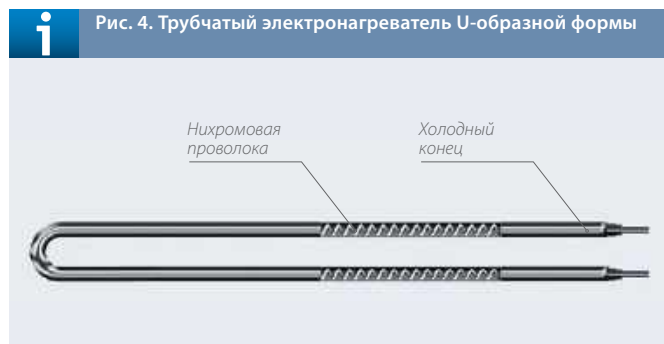 i
Рис. 4. Трубчатый электронагреватель U-образной формы
Нихромовая
проволока
Холодный
конец